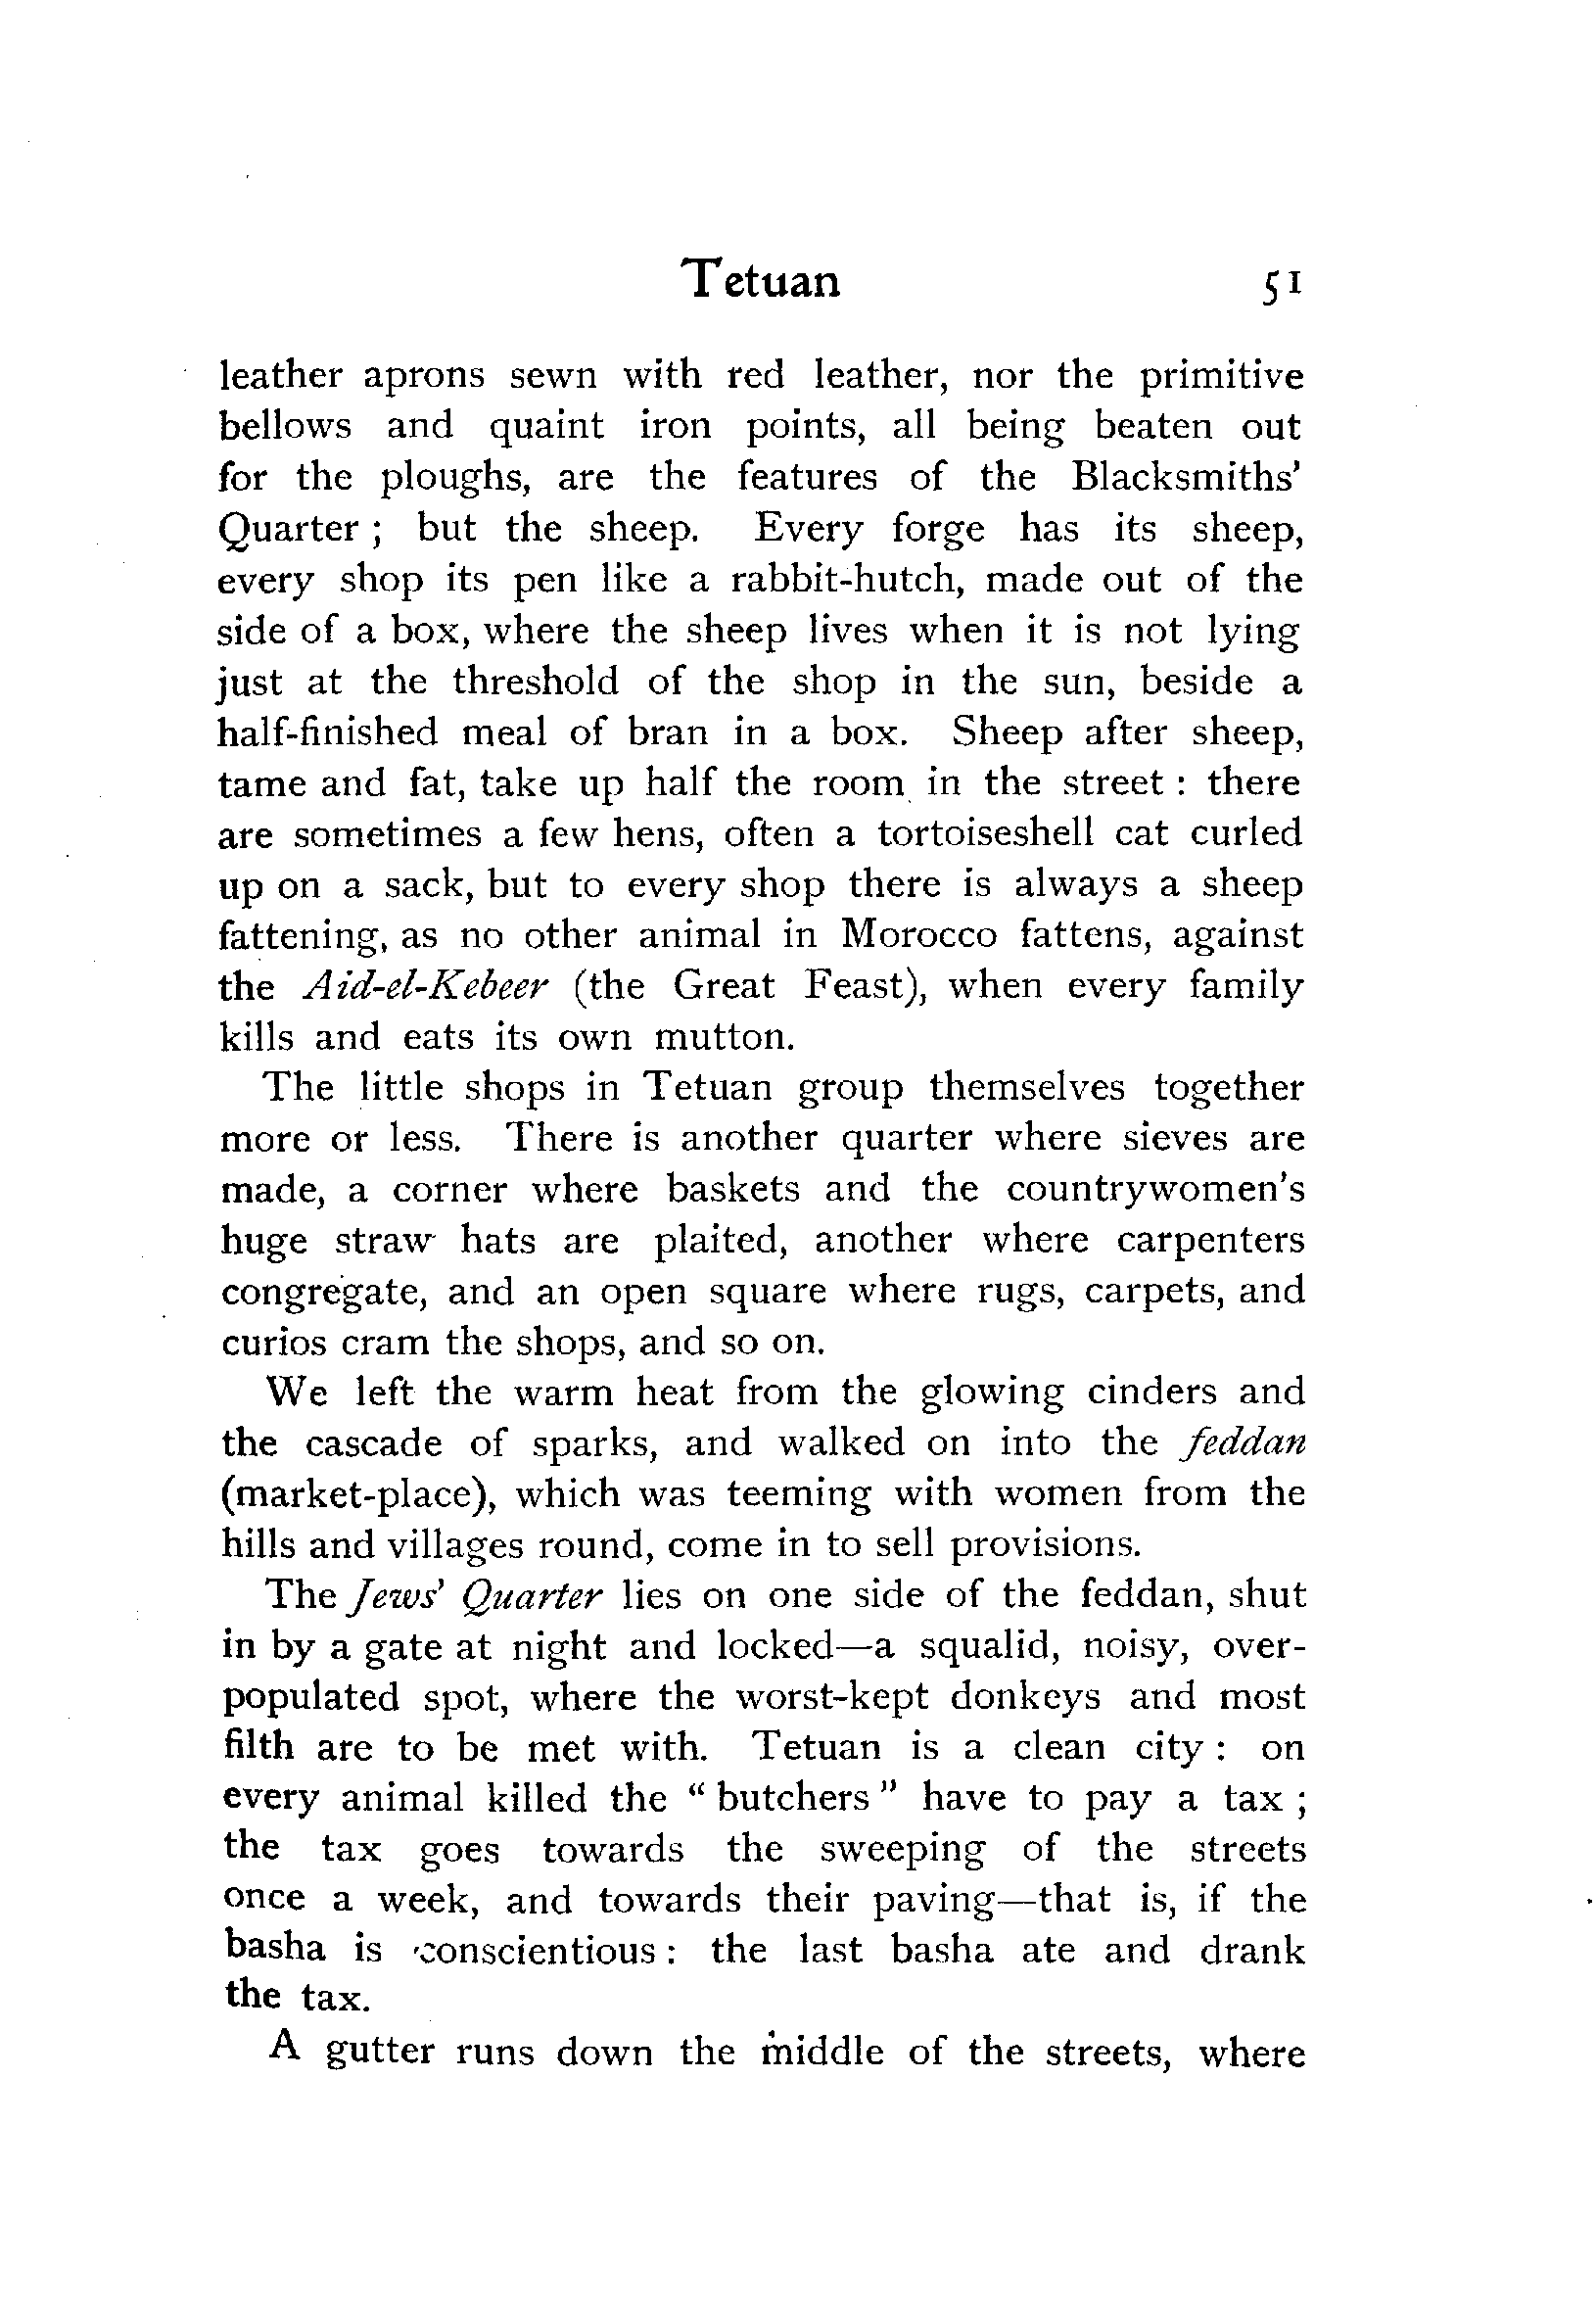 Tetuan 51
leather aprons sewn with red leather, nor the primitive
bellows and quaint iron points, all being beaten out
for the ploughs, are the features of the Blacksmiths'
Quarter ; but the sheep. Every forge has its sheep,
every shop its pen like a rabbit-hutch, made out of the
side of a box, where the sheep lives when it is not lying
just at the threshold of the shop in the sun, beside a
half-finished meal of bran in a box. Sheep after sheep,
tame and fat, take up half the room in the street : there
are sometimes a few hens, often a tortoiseshell cat curled
up on a sack, but to every shop there is always a sheep
fattening, as no other animal in Morocco fattens, against
the Aid-el-Kebeer (the Great Feast), when every family
kills and eats its own mutton.
The little shops in Tetuan group themselves together
more or less. There is another quarter where sieves are
made, a corner where baskets and the countrywomen's
huge straw hats are plaited, another where carpenters
congregate, and an open square where rugs, carpets, and
curios cram the shops, and so on.
We left the warm heat from the glowing cinders and
the cascade of sparks, and walked on into the feddan
(market-place), which was teeming with women from the
hills and villages round, come in to sell provisions.
The Jews' Quarter lies on one side of the feddan, shut
in by a gate at night and locked—a squalid, noisy, over-
populated spot, where the worst-kept donkeys and most
filth are to be met with. Tetuan is a clean city : on
every animal killed the " butchers " have to pay a tax ;
the tax goes towards the sweeping of the streets
once a week, and towards their paving—that is, if the
basha is conscientious : the last basha ate and drank
the tax.
A gutter runs down the middle of the streets, where